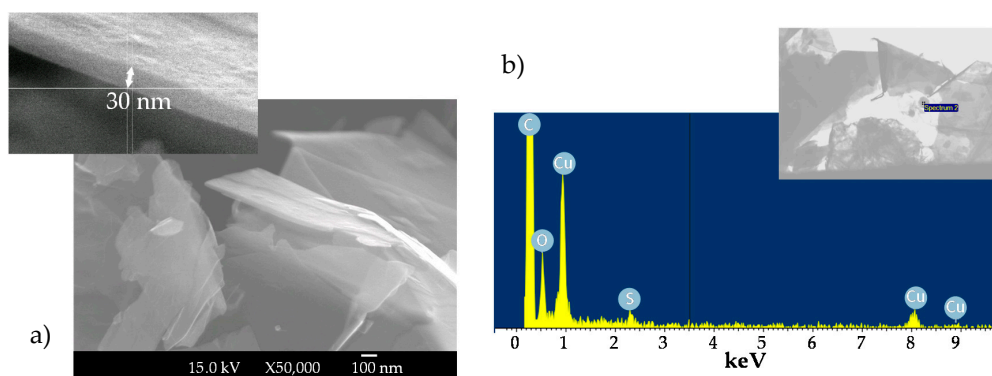 30 nm
a)
15.0 kV X50,000 100 nm
b)
Spectrum 2
C
Cu
O
S
Cu
Cu
0 1 2 3 4 5 6 7 8 9
keV